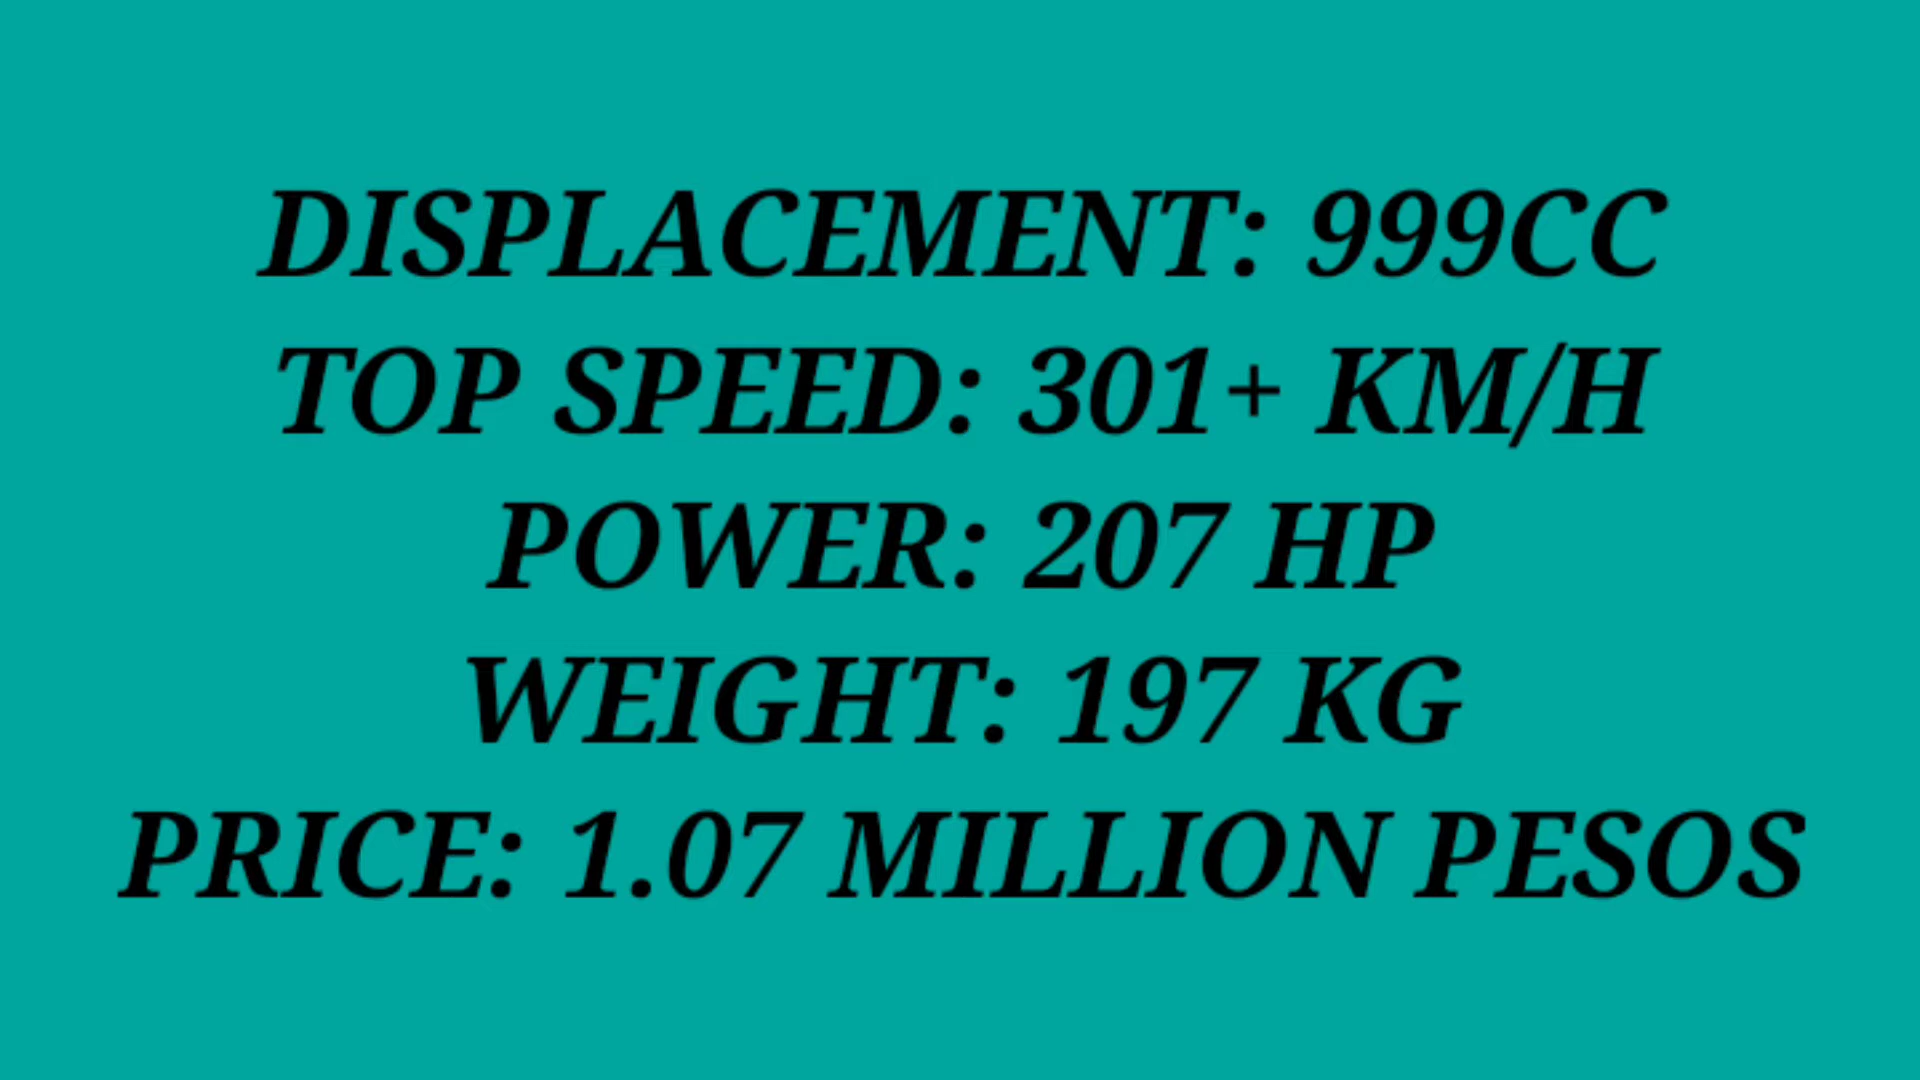 DISPLACEMENT: 999CC
TOP SPEED: 301+ KM/H
POWER: 207 HP
WEIGHT: 197 KG
PRICE: 1.07 MILLION PESOS